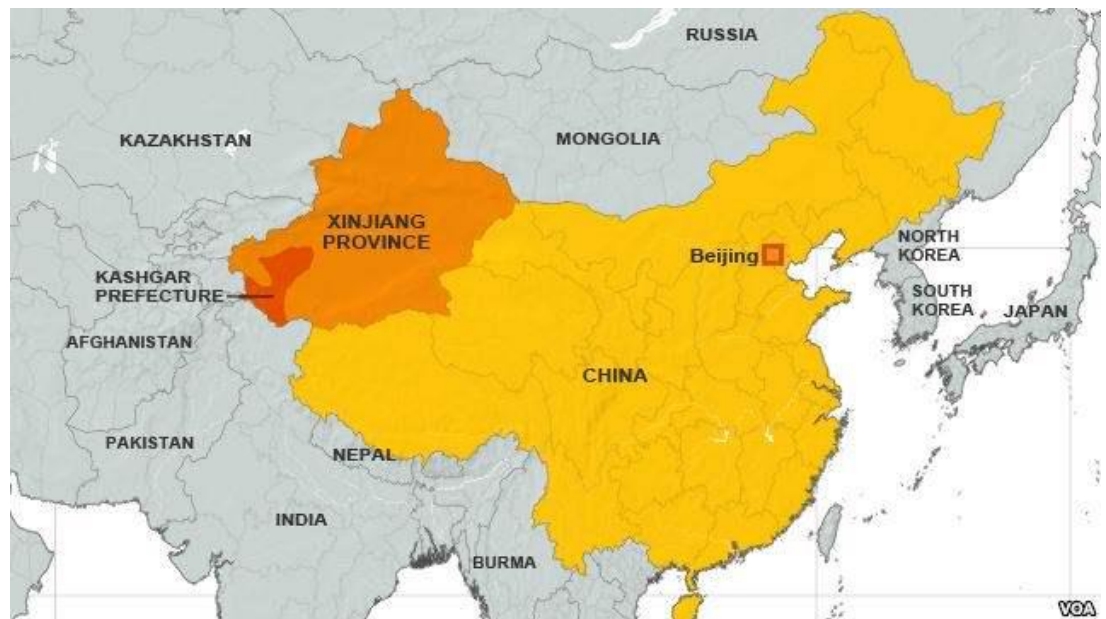 RUSSIA
KAZAKHSTAN
MONGOLIA
XINJIANG
PROVINCE
Beijing
NORTH
KOREA
KASHGAR
PREFECTURE
SOUTH
KOREA
JAPAN
AFGHANISTAN
CHINA
PAKISTAN
NEPAL
INDIA
BURMA
VOA